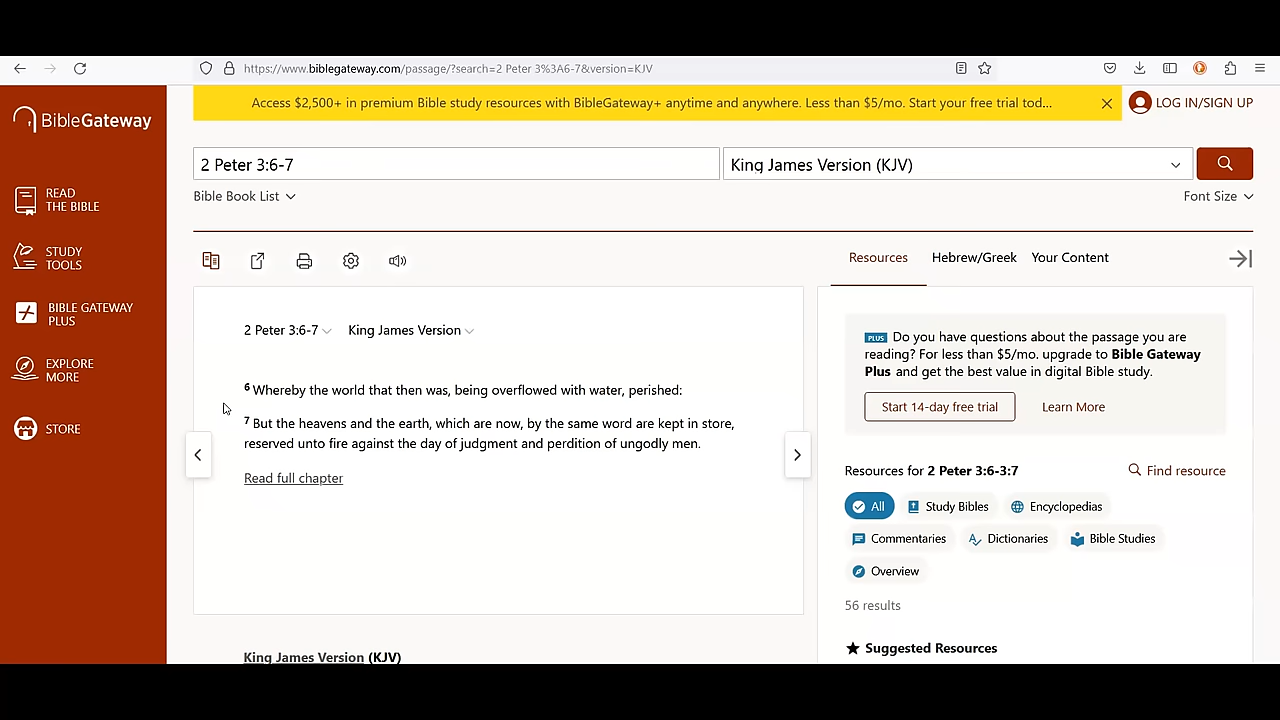 https://www.biblegateway.com/passage/?search=2 Peter 3%3A6-7&version=KJV
BibleGateway
Access $2,500+ in premium Bible study resources with BibleGateway+ anytime and anywhere. Less than $5/mo. Start your free trial tod...
LOG IN/SIGN UP
2 Peter 3:6-7
King James Version (KJV)
Bible Book List
Font Size
READ
THE BIBLE
STUDY
TOOLS
BIBLE GATEWAY
PLUS
EXPLORE
MORE
STORE
Resources
Hebrew/Greek
Your Content
2 Peter 3:6-7
King James Version
6 Whereby the world that then was, being overflowed with water, perished:
7 But the heavens and the earth, which are now, by the same word are kept in store,
reserved unto fire against the day of judgment and perdition of ungodly men.
Read full chapter
King James Version (KJV)
PLUS Do you have questions about the passage you are
reading? For less than $5/mo. upgrade to Bible Gateway
Plus and get the best value in digital Bible study.
Start 14-day free trial
Learn More
Resources for 2 Peter 3:6-3:7
Find resource
All
Study Bibles
Encyclopedias
Commentaries
Dictionaries
Bible Studies
Overview
56 results
Suggested Resources